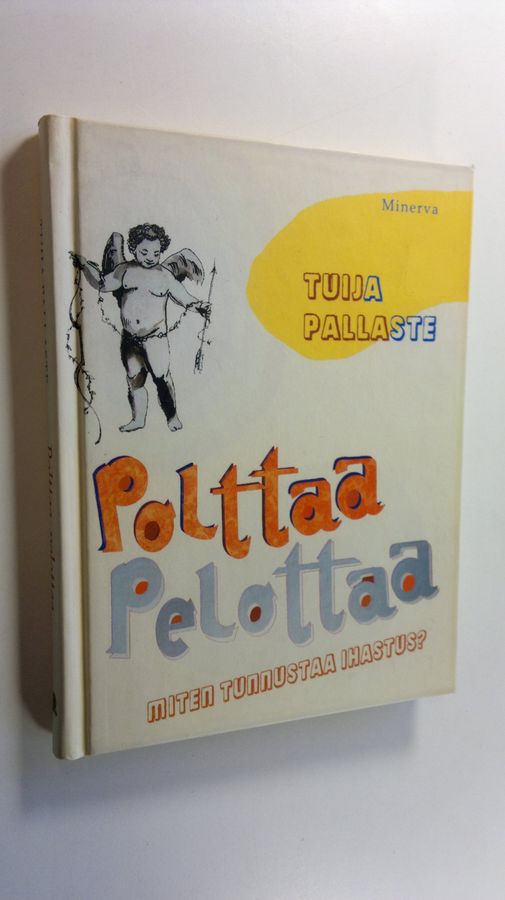 Minerva
TUIJA
PALLASTE
Polttaa
Pelottaa
MITEN TUNNUSTAA IHASTUS?